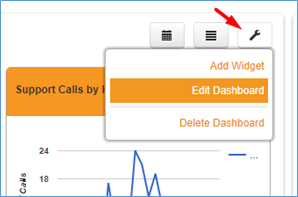 Add Widget
Support Calls by
Edit Dashboard
Delete Dashboard
24
...
18
Calls